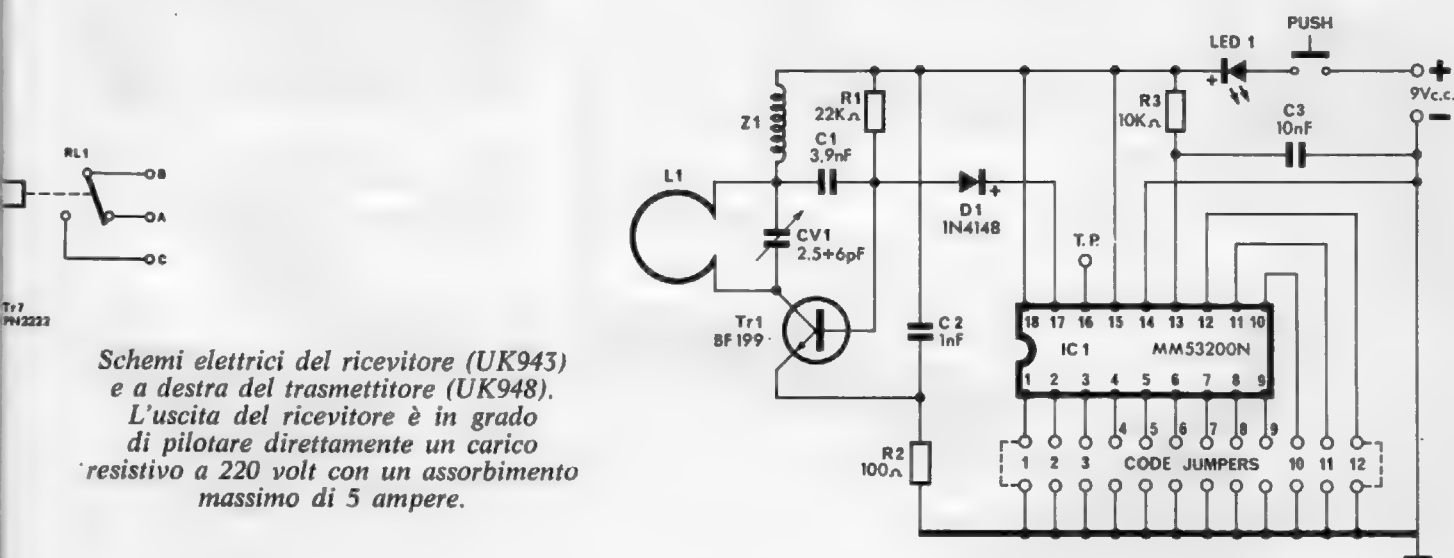 RL1
B
A
C
Tr7
PN2222
Schemi elettrici del ricevitore (UK943)
e a destra del trasmettitore (UK948).
L'uscita del ricevitore è in grado
di pilotare direttamente un carico
resistivo a 220 volt con un assorbimento
massimo di 5 ampere.
PUSH
LED 1
+
+
9Vc.c.
−
Z1
R1
22KΩ
R3
10KΩ
C3
10nF
C1
3,9nF
L1
D1
1N4148
+
CV1
2.5÷6pF
T.P.
Tr1
BF199
C2
1nF
18 17 16 15 14 13 12 11 10
IC1 MM53200N
1 2 3 4 5 6 7 8 9
4 5 6 7 8 9
1 2 3 CODE JUMPERS 10 11 12
R2
100Ω